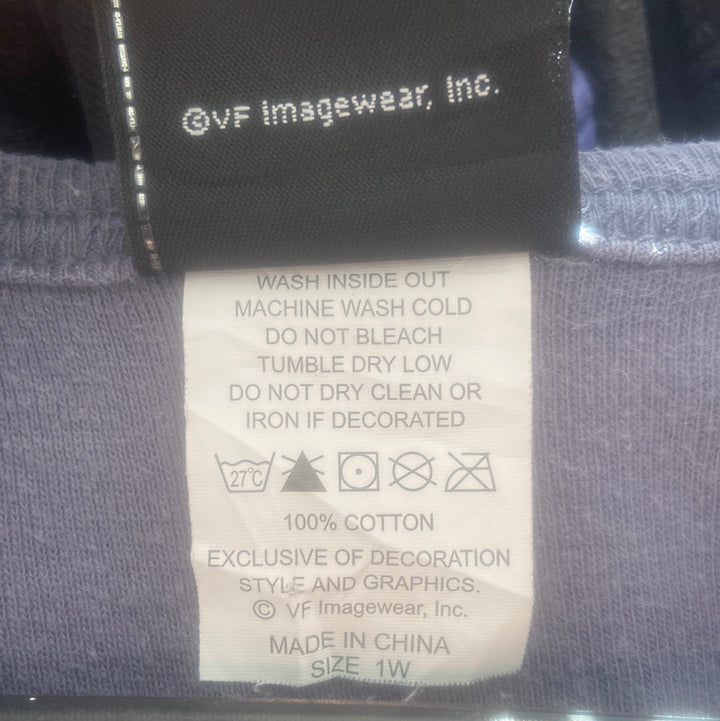 ©VF Imagewear, Inc.
WASH INSIDE OUT
MACHINE WASH COLD
DO NOT BLEACH
TUMBLE DRY LOW
DO NOT DRY CLEAN OR
IRON IF DECORATED
27°C
100% COTTON
EXCLUSIVE OF DECORATION
STYLE AND GRAPHICS.
© VF Imagewear, Inc.
MADE IN CHINA
SIZE 1W